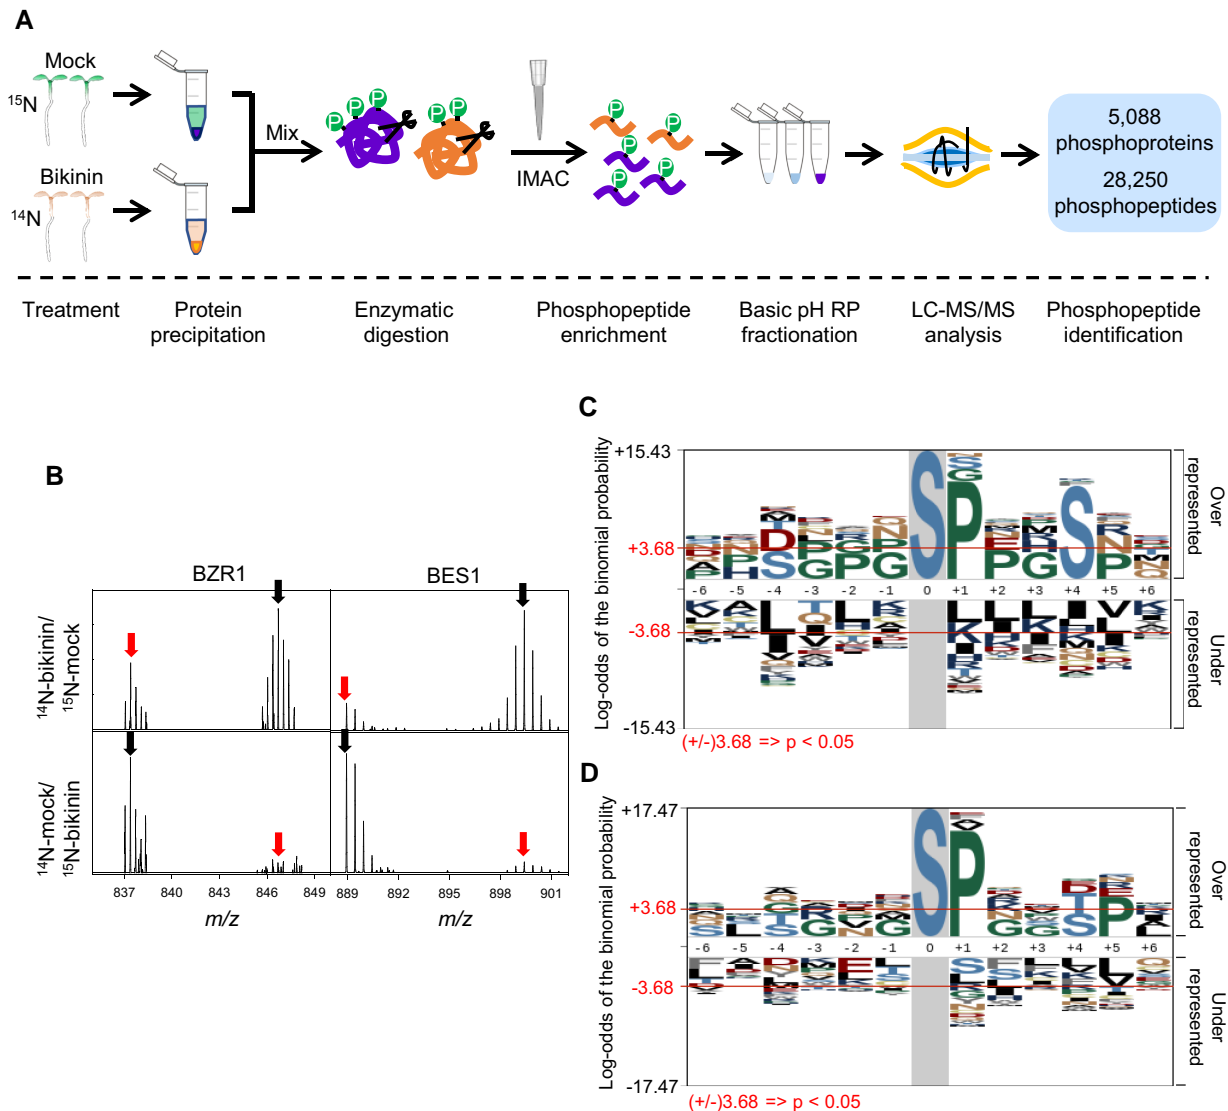 A
Mock
15N
Bikinin
14N
Mix
P P P P P
IMAC
P P P P P
5,088
phosphoproteins
28,250
phosphopeptides
Treatment
Protein
precipitation
Enzymatic
digestion
Phosphopeptide
enrichment
Basic pH RP
fractionation
LC-MS/MS
analysis
Phosphopeptide
identification
B
BZR1
BES1
14N-bikinin/
15N-mock
14N-mock/
15N-bikinin
837 840 843 846 849
889 892 895 898 901
m/z
m/z
C
Log-odds of the binomial probability
+15.43
+3.68
-3.68
-15.43
S P S
-6 -5 -4 -3 -2 -1 0 +1 +2 +3 +4 +5 +6
Over
represented
Under
represented
(+/-)3.68 => p < 0.05
D
Log-odds of the binomial probability
+17.47
+3.68
-3.68
-17.47
S P
-6 -5 -4 -3 -2 -1 0 +1 +2 +3 +4 +5 +6
Over
represented
Under
represented
(+/-)3.68 => p < 0.05